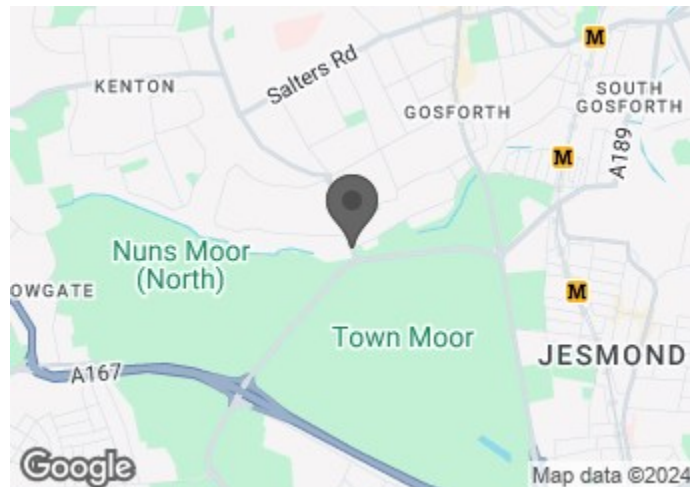 Salters Rd
KENTON
GOSFORTH
SOUTH
GOSFORTH
M
M
A189
Nuns Moor
(North)
OWGATE
M
Town Moor
JESMOND
A167
Google
Map data ©2024